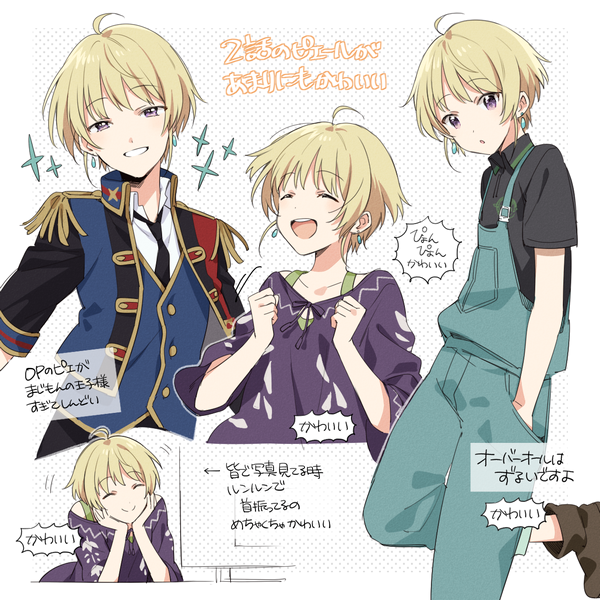 2話のピエールが
あまりにもかわいい
ぴょん
ぴょん
かわいい
OPのピエが
まじもんの王子様
すぎてしんどい
かわいい
オーバーオールは
ずるいですよ
かわいい
← 皆で写真見てる時
ルンルンで
首振ってるの
めちゃくちゃかわいい
かわいい